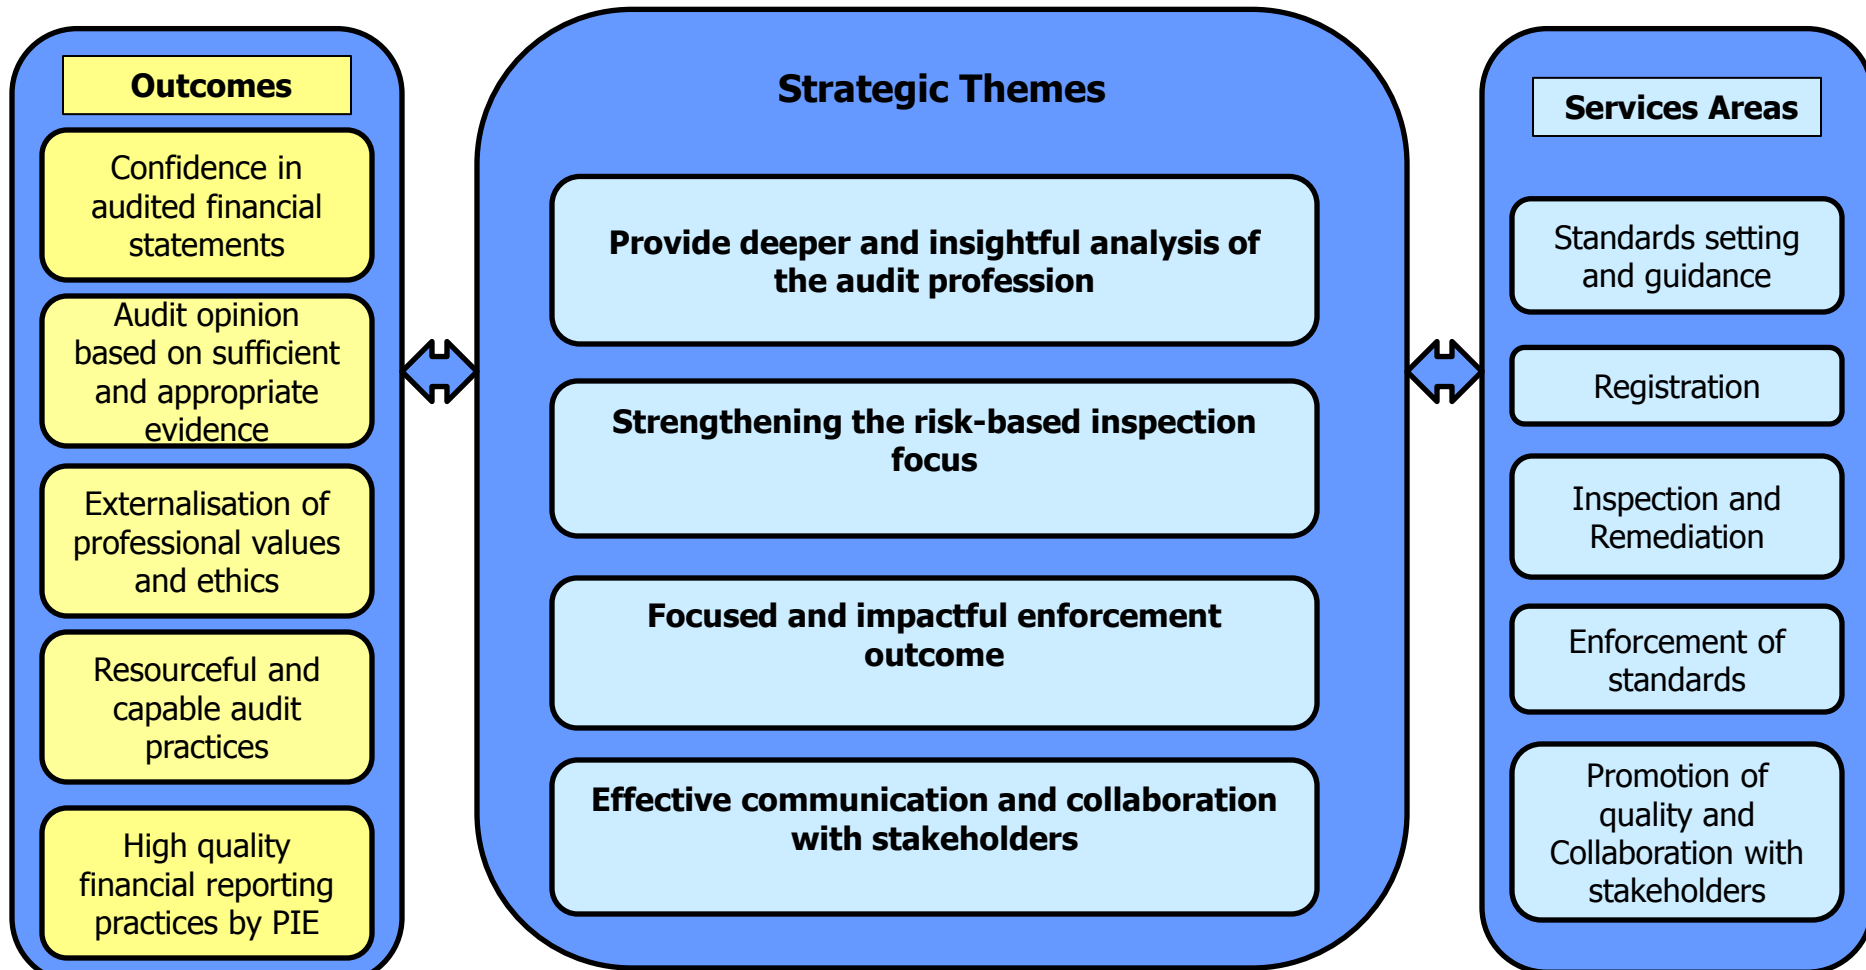 Outcomes
Confidence in
audited financial
statements
Audit opinion
based on sufficient
and appropriate
evidence
Externalisation of
professional values
and ethics
Resourceful and
capable audit
practices
High quality
financial reporting
practices by PIE
Strategic Themes
Provide deeper and insightful analysis of
the audit profession
Strengthening the risk-based inspection
focus
Focused and impactful enforcement
outcome
Effective communication and collaboration
with stakeholders
Services Areas
Standards setting
and guidance
Registration
Inspection and
Remediation
Enforcement of
standards
Promotion of
quality and
Collaboration with
stakeholders